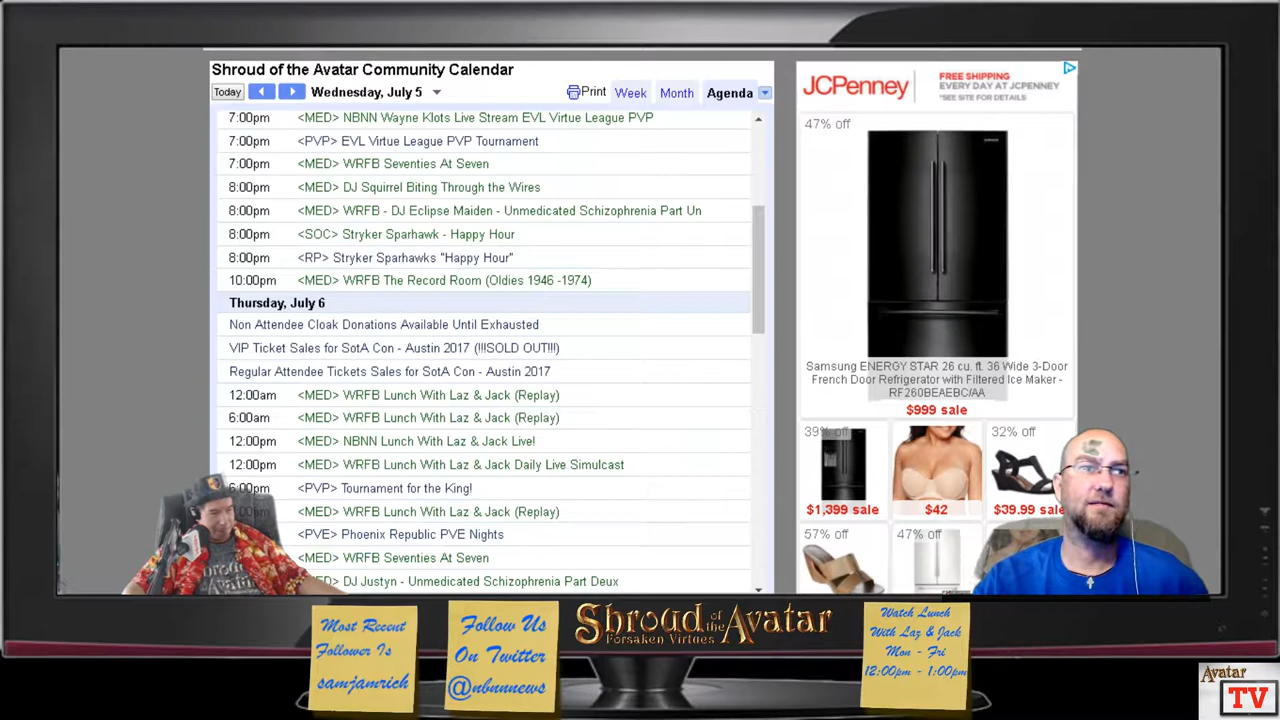 Shroud of the Avatar Community Calendar
Today Wednesday, July 5 Print Week Month Agenda
7:00pm <MED> NBNN Wayne Klots Live Stream EVL Virtue League PVP
7:00pm <PVP> EVL Virtue League PVP Tournament
7:00pm <MED> WRFB Seventies At Seven
8:00pm <MED> DJ Squirrel Biting Through the Wires
8:00pm <MED> WRFB - DJ Eclipse Maiden - Unmedicated Schizophrenia Part Un
8:00pm <SOC> Stryker Sparhawk - Happy Hour
8:00pm <RP> Stryker Sparhawks "Happy Hour"
10:00pm <MED> WRFB The Record Room (Oldies 1946 -1974)
Thursday, July 6
Non Attendee Cloak Donations Available Until Exhausted
VIP Ticket Sales for SotA Con - Austin 2017 (!!!SOLD OUT!!!)
Regular Attendee Tickets Sales for SotA Con - Austin 2017
12:00am <MED> WRFB Lunch With Laz & Jack (Replay)
6:00am <MED> WRFB Lunch With Laz & Jack (Replay)
12:00pm <MED> NBNN Lunch With Laz & Jack Live!
12:00pm <MED> WRFB Lunch With Laz & Jack Daily Live Simulcast
6:00pm <PVP> Tournament for the King!
<MED> WRFB Lunch With Laz & Jack (Replay)
<PVE> Phoenix Republic PVE Nights
<MED> WRFB Seventies At Seven
DJ Justyn - Unmedicated Schizophrenia Part Deux
JCPenney
FREE SHIPPING
EVERY DAY AT JCPENNEY
*SEE SITE FOR DETAILS
47% off
Samsung ENERGY STAR 26 cu. ft. 36 Wide 3-Door
French Door Refrigerator with Filtered Ice Maker -
RF260BEAEBC/AA
$999 sale
39% off 32% off
$1,399 sale $42 $39.99 sale
57% off 47% off
Most Recent
Follower Is
samjamrich
Follow Us
On Twitter
@nbnnnews
Shroud of the Avatar
Forsaken Virtues
Watch Lunch
With Laz & Jack
Mon - Fri
12:00pm - 1:00pm
Avatar
TV